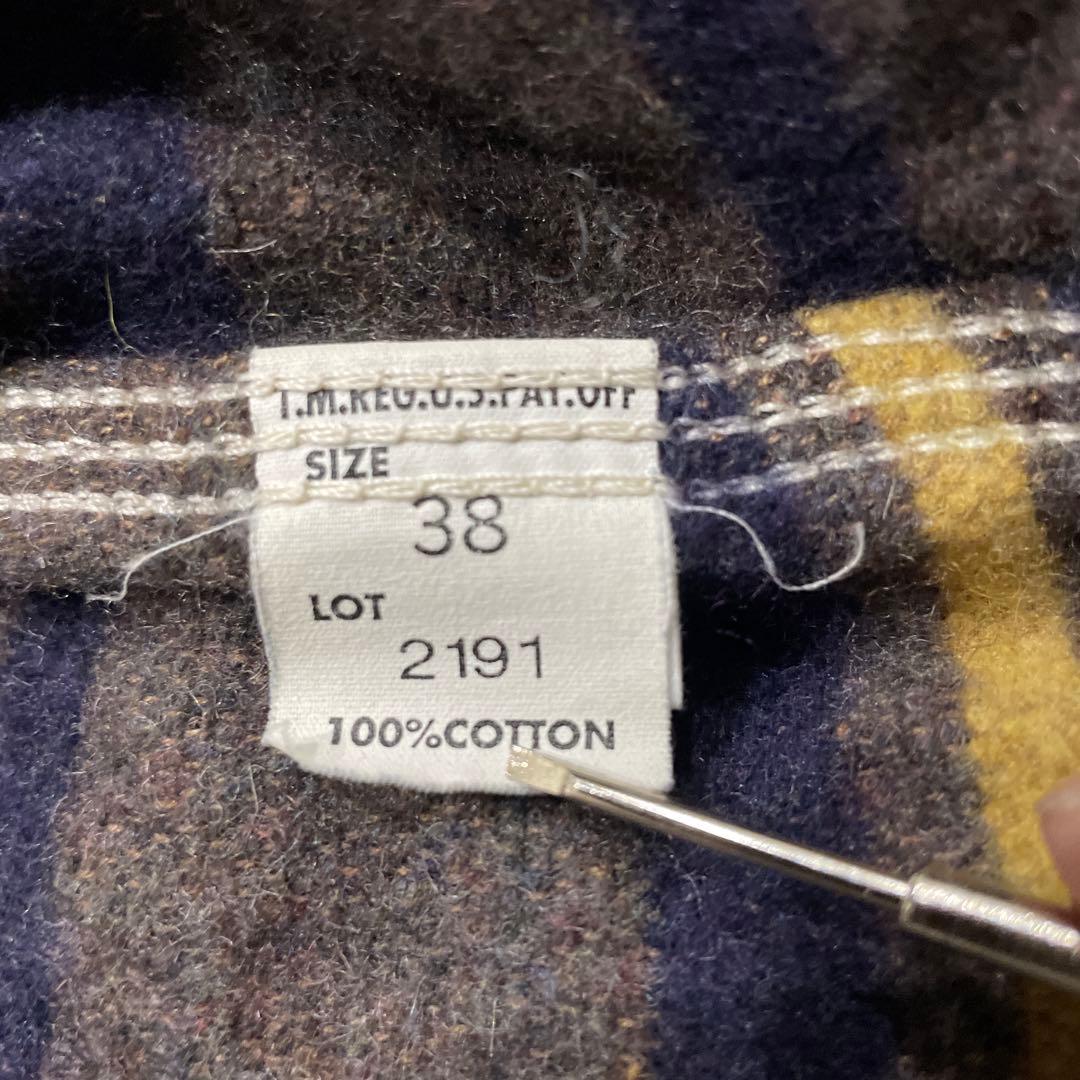 T.M.REG.U.S.PAT.OFF
SIZE
38
LOT
2191
100%COTTON